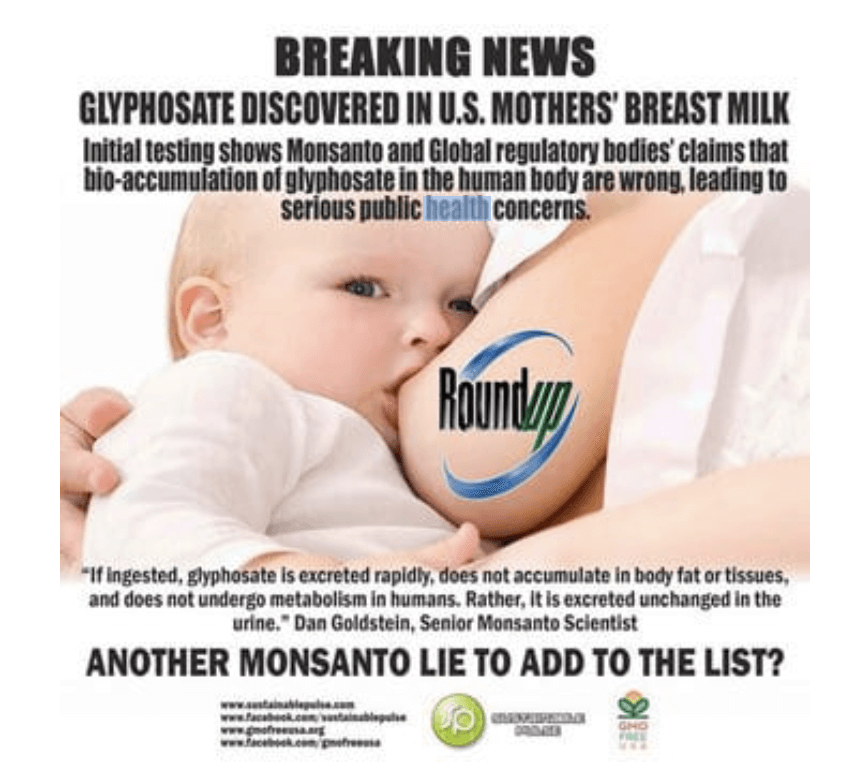 BREAKING NEWS
GLYPHOSATE DISCOVERED IN U.S. MOTHERS' BREAST MILK
Initial testing shows Monsanto and Global regulatory bodies' claims that
bio-accumulation of glyphosate in the human body are wrong, leading to
serious public health concerns.
Roundup
"If ingested, glyphosate is excreted rapidly, does not accumulate in body fat or tissues,
and does not undergo metabolism in humans. Rather, it is excreted unchanged in the
urine." Dan Goldstein, Senior Monsanto Scientist
ANOTHER MONSANTO LIE TO ADD TO THE LIST?
www.sustainablepulse.com
www.facebook.com/sustainablepulse
www.gmofreeusa.org
www.facebook.com/gmofreeusa
sp
SUSTAINABLE
PULSE
GMO
FREE
USA